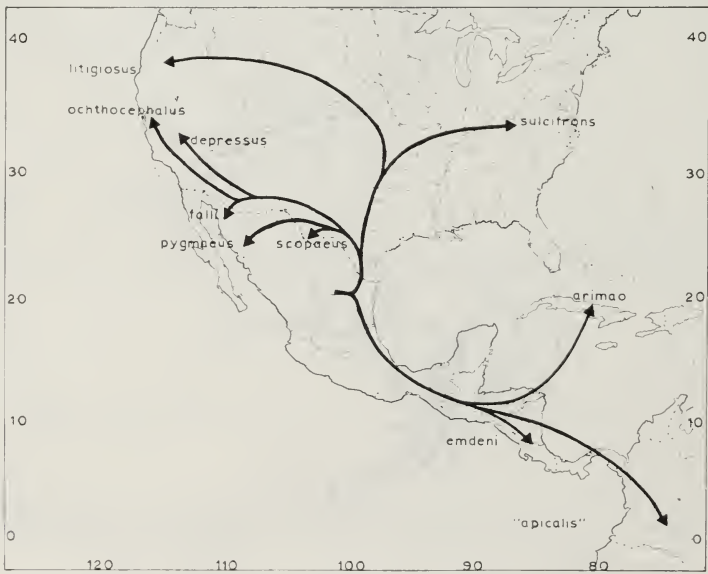 40 40
litigiosus
ochthocephalus
sulcifrons
depressus
30 30
falli
pygmaeus scopaeus
20 arimao 20
10 10
emdeni
"apicalis"
0 0
120 110 100 90 80